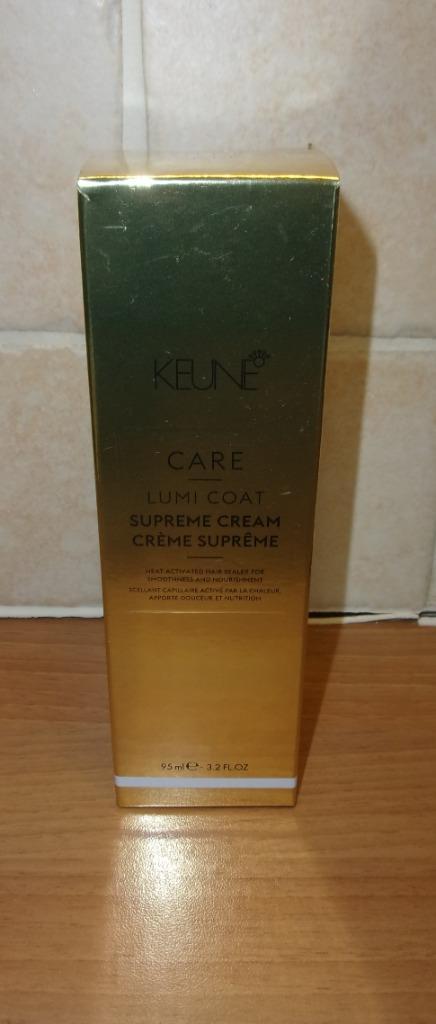 KEUNE
CARE
LUMI COAT
SUPREME CREAM
CRÈME SUPRÊME
HEAT ACTIVATED HAIR SEALER FOR
SMOOTHNESS AND NOURISHMENT
SCELLANT CAPILLAIRE ACTIVÉ PAR LA CHALEUR,
APPORTE DOUCEUR ET NUTRITION
95 ml ℮ - 3.2 FL.OZ